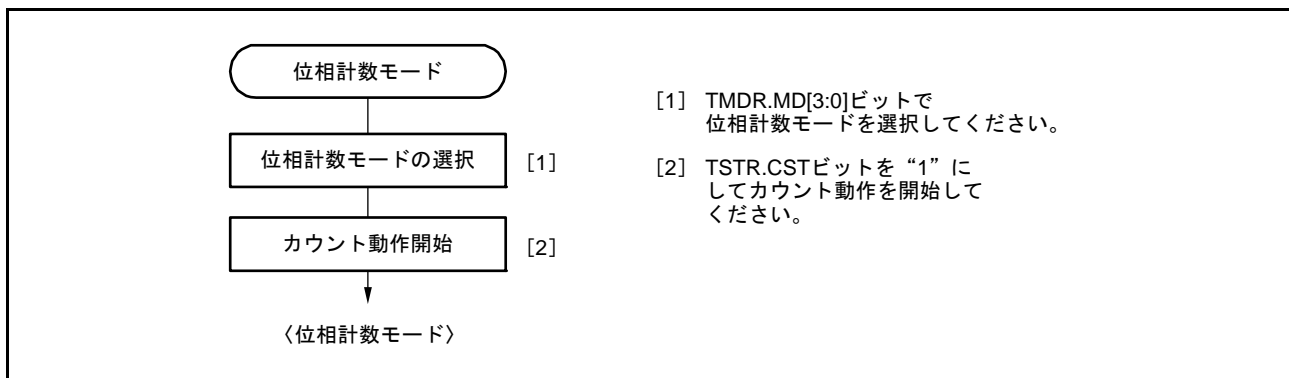 位相計数モード
位相計数モードの選択 [1]
カウント動作開始 [2]
〈位相計数モード〉
[1] TMDR.MD[3:0]ビットで
位相計数モードを選択してください。
[2] TSTR.CSTビットを“1”に
してカウント動作を開始して
ください。